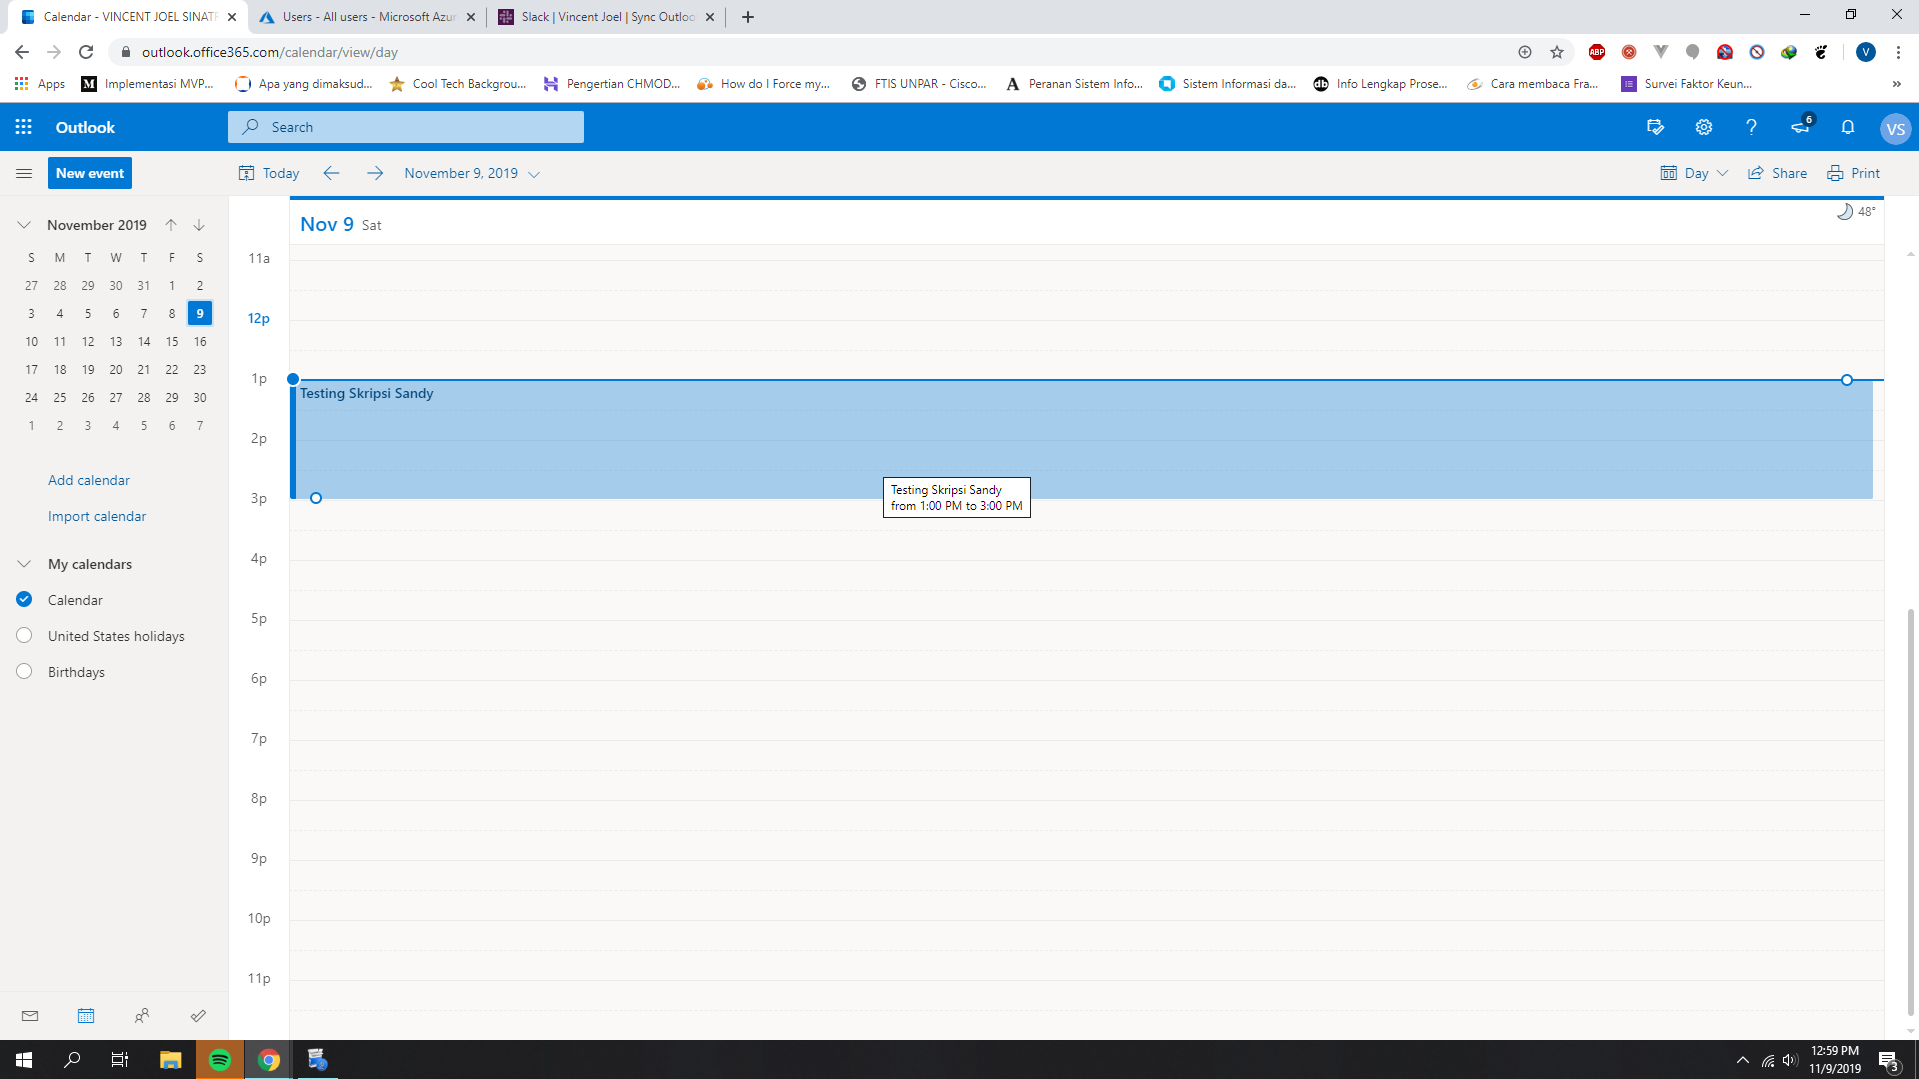 Calendar - VINCENT JOEL SINATR
Users - All users - Microsoft Azur
Slack | Vincent Joel | Sync Outloo
outlook.office365.com/calendar/view/day
ABP
V
Apps
M
Implementasi MVP...
Apa yang dimaksud...
Cool Tech Backgrou...
Pengertian CHMOD...
How do I Force my...
FTIS UNPAR - Cisco...
A
Peranan Sistem Info...
Sistem Informasi da...
db
Info Lengkap Prose...
Cara membaca Fra...
Survei Faktor Keun...
»
Outlook
Search
?
6
VS
New event
Today
November 9, 2019
Day
Share
Print
November 2019
S M T W T F S
27 28 29 30 31 1 2
3 4 5 6 7 8 9
10 11 12 13 14 15 16
17 18 19 20 21 22 23
24 25 26 27 28 29 30
1 2 3 4 5 6 7
Add calendar
Import calendar
My calendars
Calendar
United States holidays
Birthdays
Nov 9 Sat
48°
11a
12p
1p
Testing Skripsi Sandy
2p
3p
Testing Skripsi Sandy
from 1:00 PM to 3:00 PM
4p
5p
6p
7p
8p
9p
10p
11p
12:59 PM
11/9/2019
3